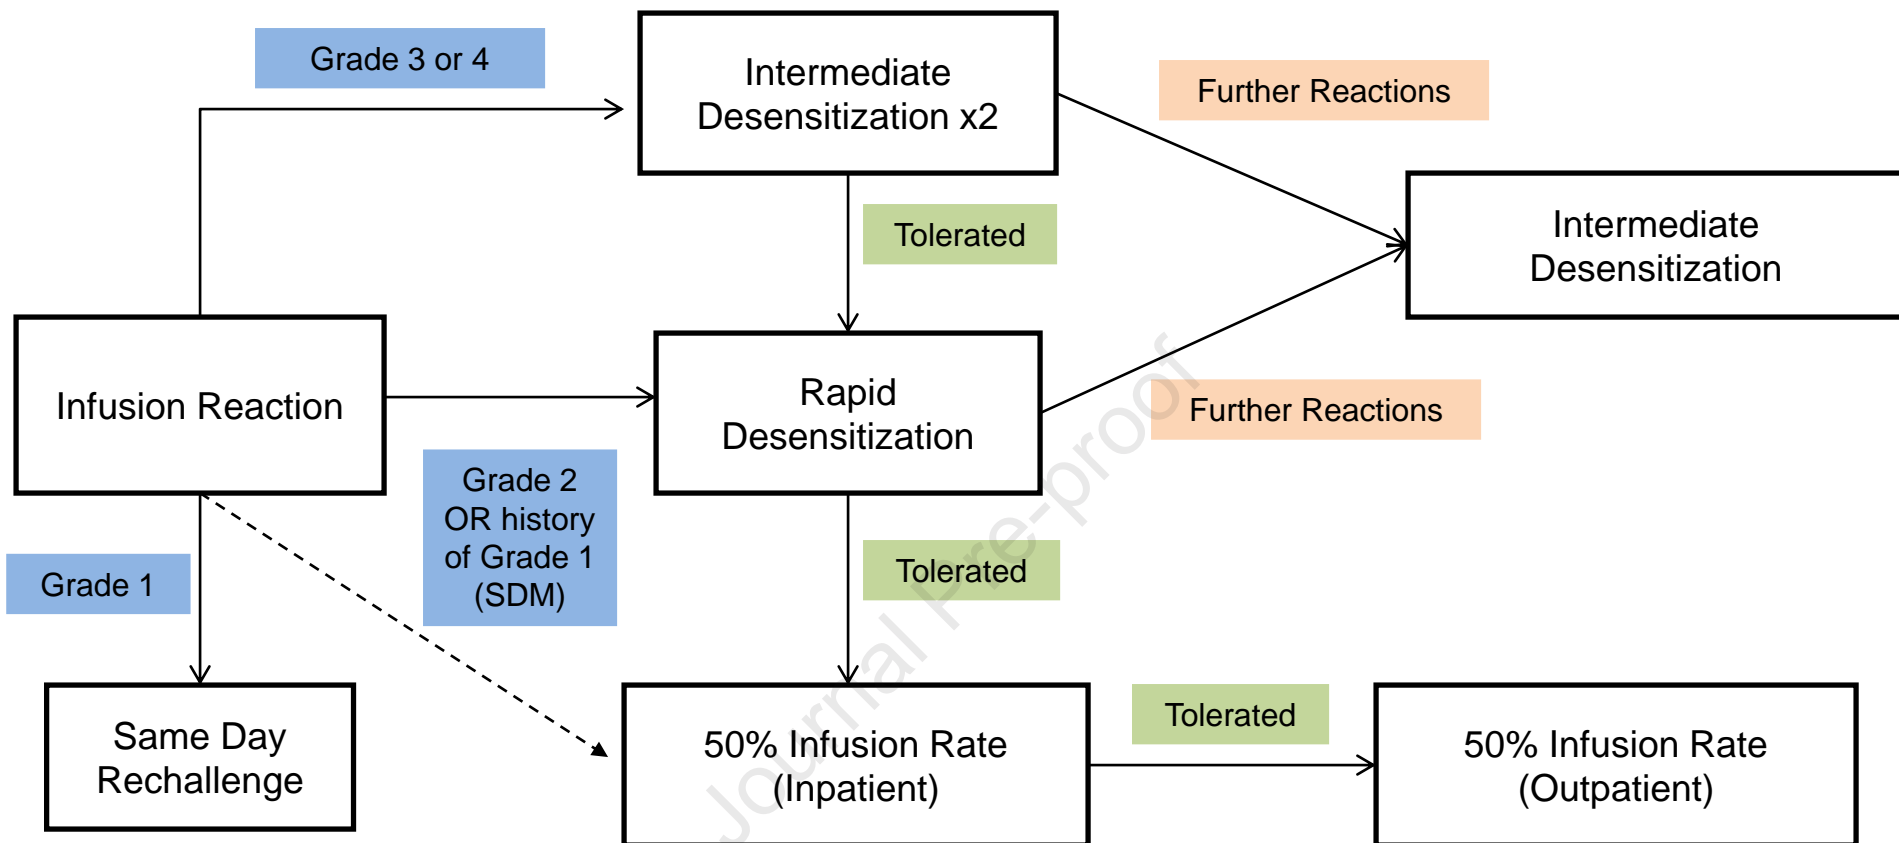 Grade 3 or 4
Intermediate
Desensitization x2
Further Reactions
Tolerated
Intermediate
Desensitization
Infusion Reaction
Rapid
Desensitization
Further Reactions
Grade 2
OR history
of Grade 1
(SDM)
Grade 1
Tolerated
Same Day
Rechallenge
50% Infusion Rate
(Inpatient)
Tolerated
50% Infusion Rate
(Outpatient)
Journal Pre-proof